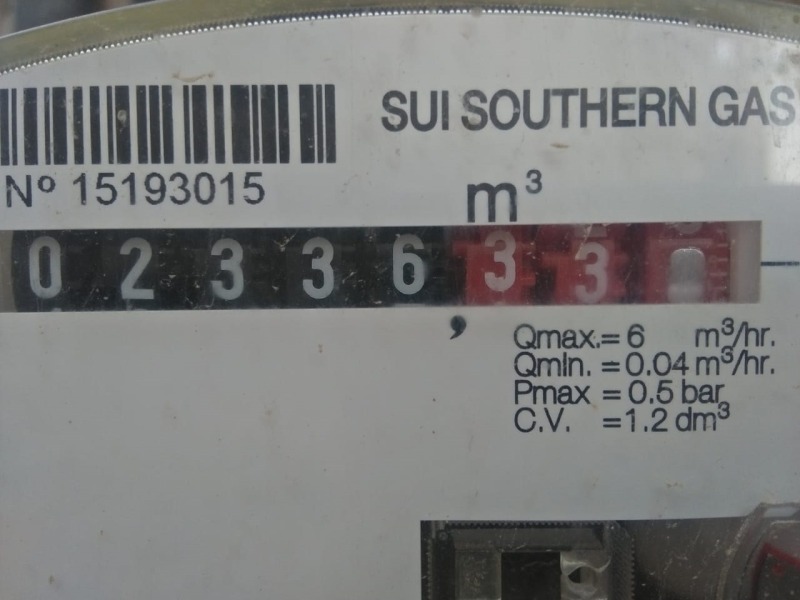 SUI SOUTHERN GAS
Nº 15193015
m³
0 2 3 3 6 , 3 3
Qmax.= 6 m³/hr.
Qmin. = 0.04 m³/hr.
Pmax = 0.5 bar
C.V. =1.2 dm³